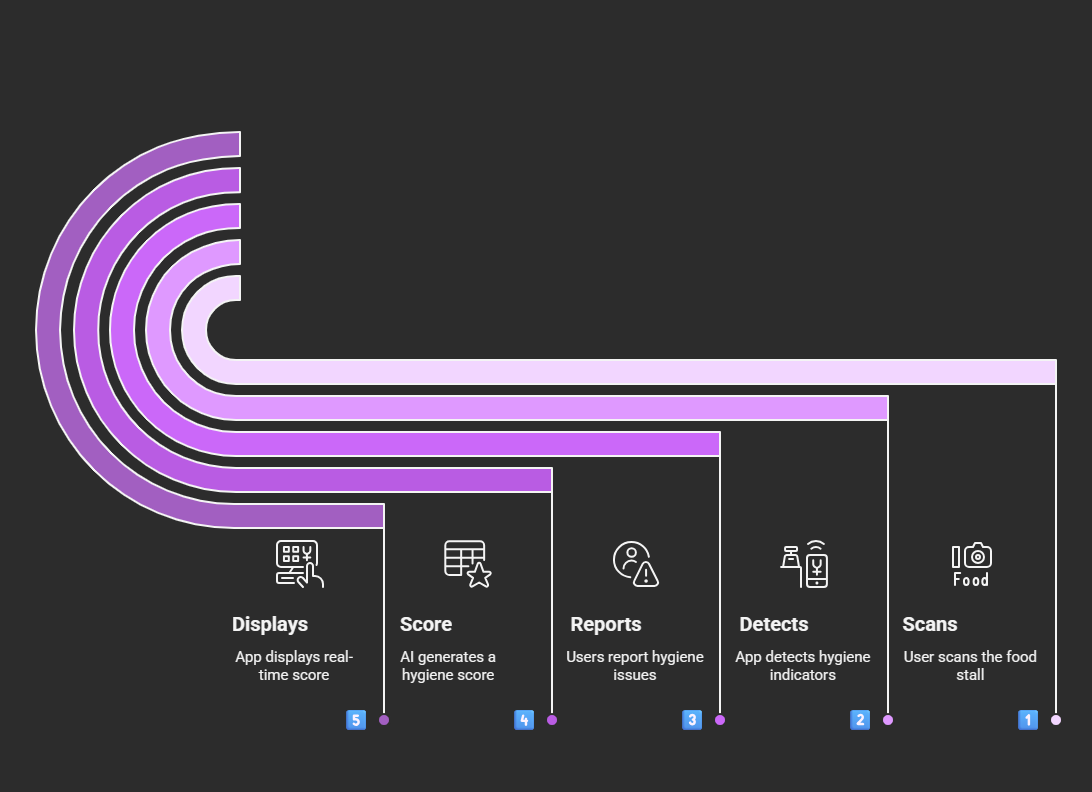 Food
Displays
App displays real-
time score
5
Score
AI generates a
hygiene score
4
Reports
Users report hygiene
issues
3
Detects
App detects hygiene
indicators
2
Scans
User scans the food
stall
1